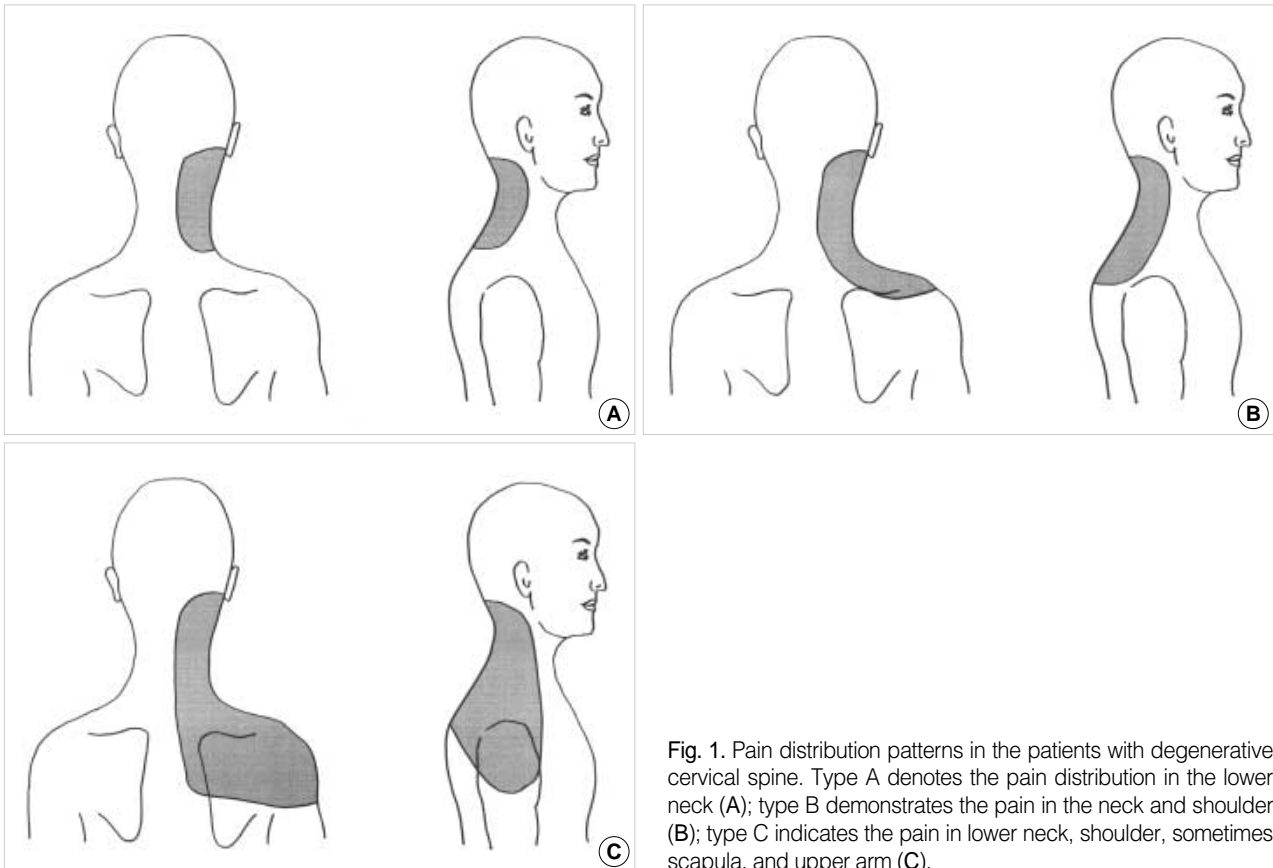 A
B
C
Fig. 1. Pain distribution patterns in the patients with degenerative
cervical spine. Type A denotes the pain distribution in the lower
neck (A); type B demonstrates the pain in the neck and shoulder
(B); type C indicates the pain in lower neck, shoulder, sometimes
scapula, and upper arm (C).